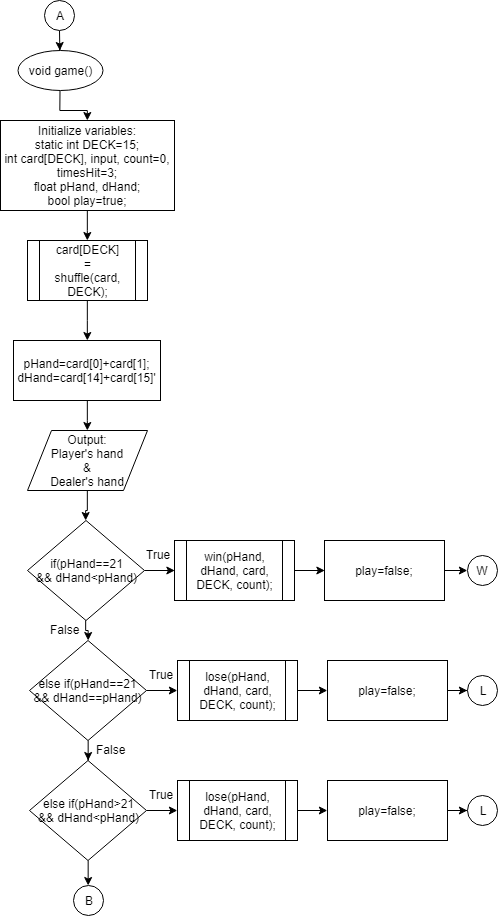 A
void game()
Initialize variables:
static int DECK=15;
int card[DECK], input, count=0,
timesHit=3;
float pHand, dHand;
bool play=true;
card[DECK]
=
shuffle(card,
DECK);
pHand=card[0]+card[1];
dHand=card[14]+card[15]'
Output:
Player's hand
&
Dealer's hand
if(pHand==21
&& dHand<pHand)
True
win(pHand,
dHand, card,
DECK, count);
play=false;
W
False
else if(pHand==21
&& dHand==pHand)
True
lose(pHand,
dHand, card,
DECK, count);
play=false;
L
False
else if(pHand>21
&& dHand<pHand)
True
lose(pHand,
dHand, card,
DECK, count);
play=false;
L
B